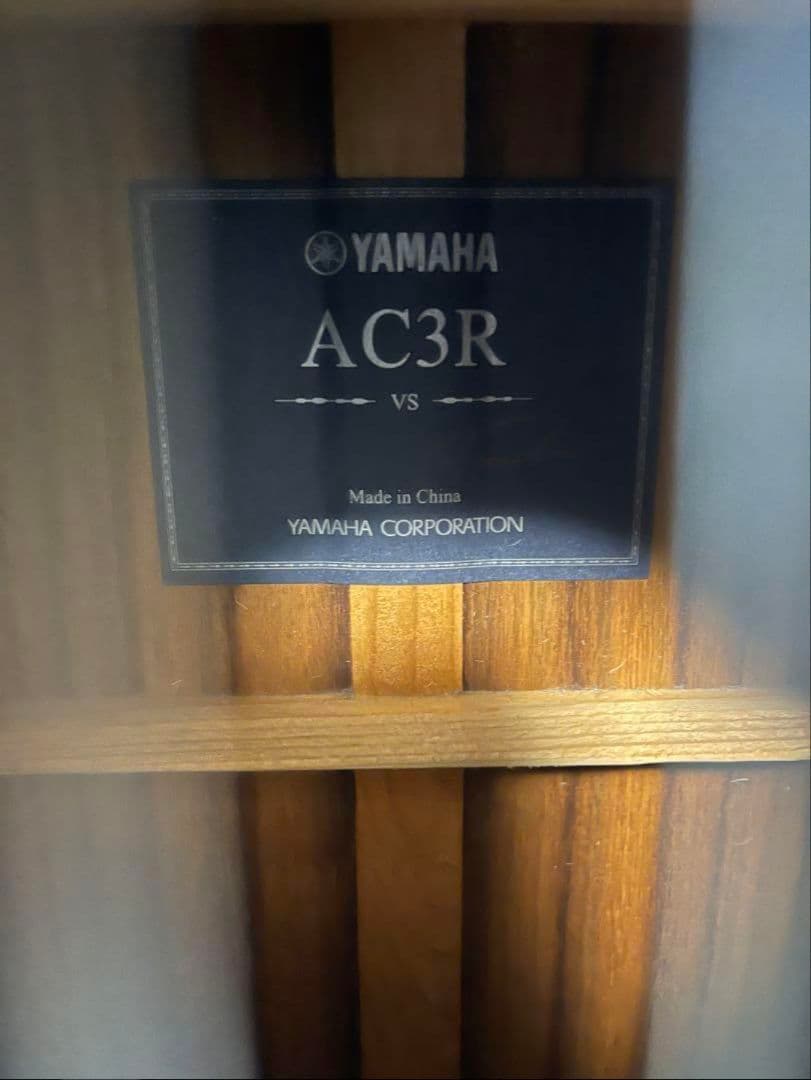 YAMAHA
AC3R
VS
Made in China
YAMAHA CORPORATION